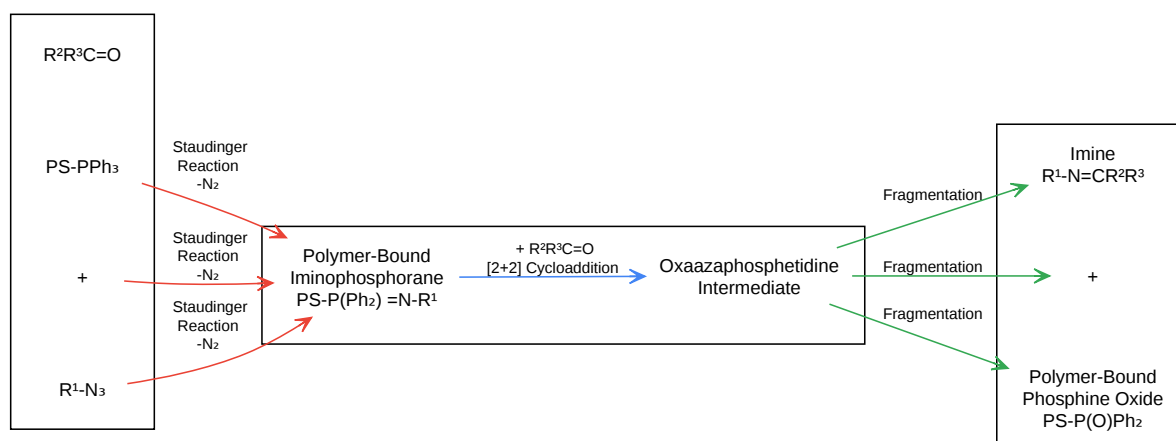 R²R³C=O
PS-PPh₃
+
R¹-N₃
Staudinger
Reaction
-N₂
Staudinger
Reaction
-N₂
Staudinger
Reaction
-N₂
Polymer-Bound
Iminophosphorane
PS-P(Ph₂) =N-R¹
+ R²R³C=O
[2+2] Cycloaddition
Oxaazaphosphetidine
Intermediate
Fragmentation
Fragmentation
Fragmentation
Imine
R¹-N=CR²R³
+
Polymer-Bound
Phosphine Oxide
PS-P(O)Ph₂